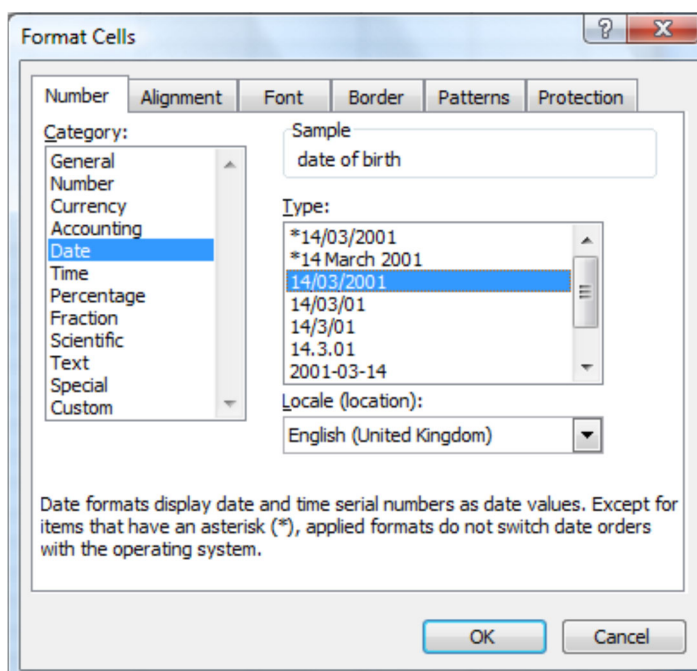 Format Cells
Number Alignment Font Border Patterns Protection
Category:
General
Number
Currency
Accounting
Date
Time
Percentage
Fraction
Scientific
Text
Special
Custom
Sample
date of birth
Type:
*14/03/2001
*14 March 2001
14/03/2001
14/03/01
14/3/01
14.3.01
2001-03-14
Locale (location):
English (United Kingdom)
Date formats display date and time serial numbers as date values. Except for
items that have an asterisk (*), applied formats do not switch date orders
with the operating system.
OK Cancel